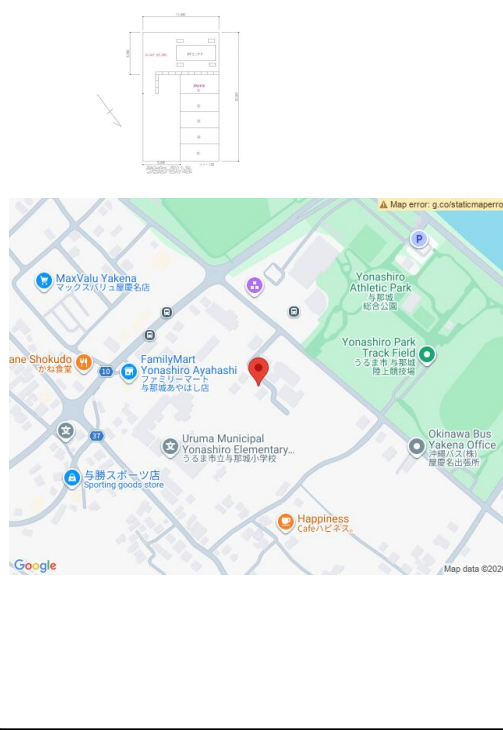 Map error: g.co/staticmaperro
P
MaxValu Yakena
マックスバリュ屋慶名店
Yonashiro
Athletic Park
与那城
総合公園
Yonashiro Park
Track Field
うるま市 与那城
陸上競技場
ane Shokudo
かね食堂
10
FamilyMart
Yonashiro Ayahashi
ファミリーマート
与那城あやはし店
37
Uruma Municipal
Yonashiro Elementary...
うるま市立与那城小学校
Okinawa Bus
Yakena Office
沖縄バス(株)
屋慶名出張所
与勝スポーツ店
Sporting goods store
Happiness
Cafeハピネス。
Google
Map data ©2026